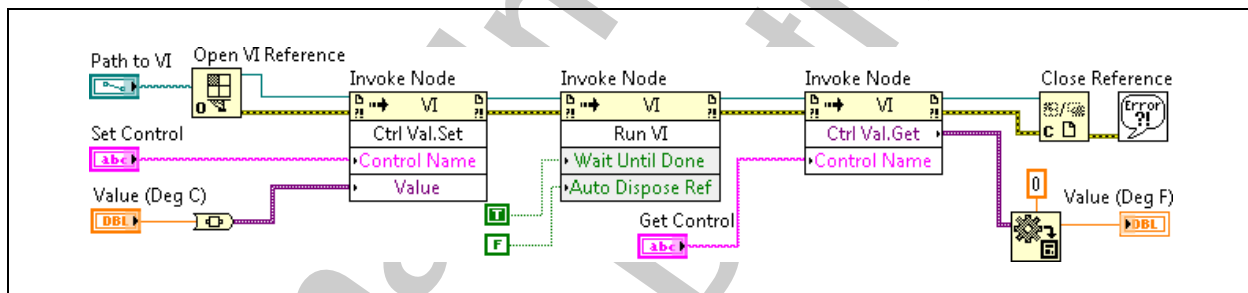 Path to VI
Open VI Reference
Invoke Node
Invoke Node
Invoke Node
Close Reference
VI
VI
VI
Error
?!
Set Control
abc
Ctrl Val.Set
Control Name
Value
Run VI
Wait Until Done
Auto Dispose Ref
Ctrl Val.Get
Control Name
Value (Deg C)
DBL
T
F
Get Control
abc
0
Value (Deg F)
DBL